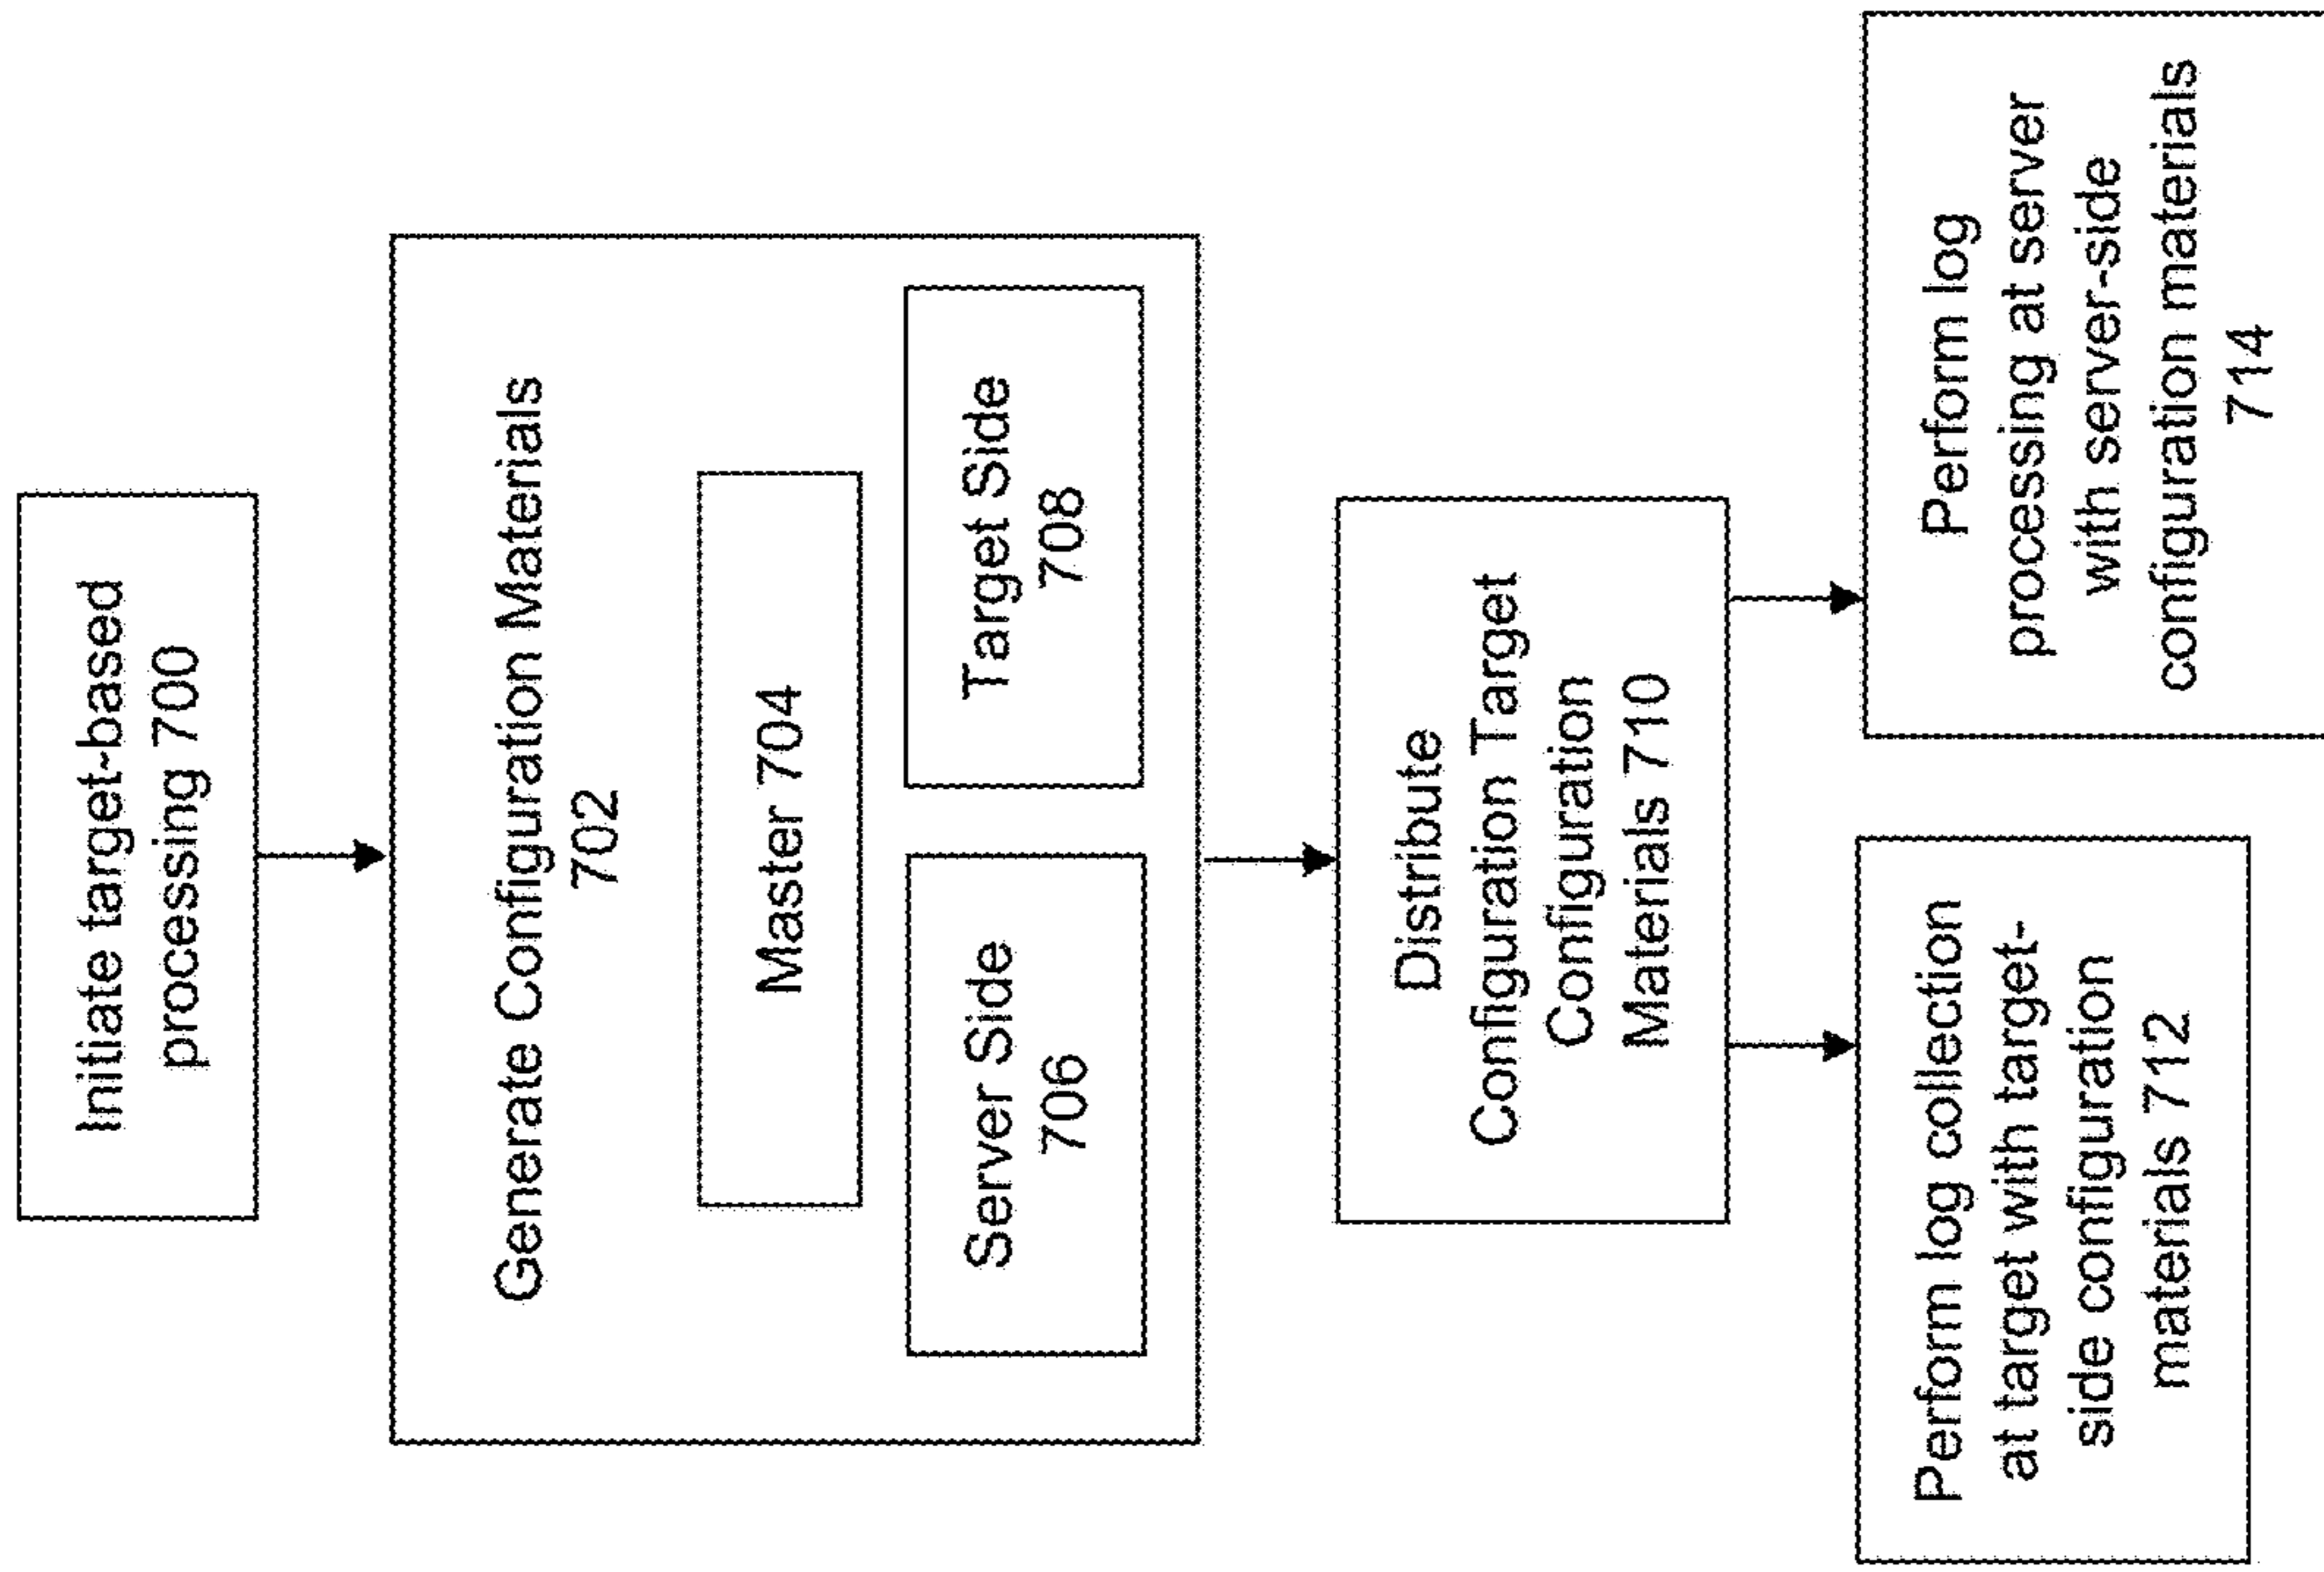 Initiate target-based
processing 700
Generate Configuration Materials
702
Master 704
Server Side
706
Target Side
708
Distribute
Configuration Target
Configuration
Materials 710
Perform log collection
at target with target-
side configuration
materials 712
Perform log
processing at server
with server-side
configuration materials
714